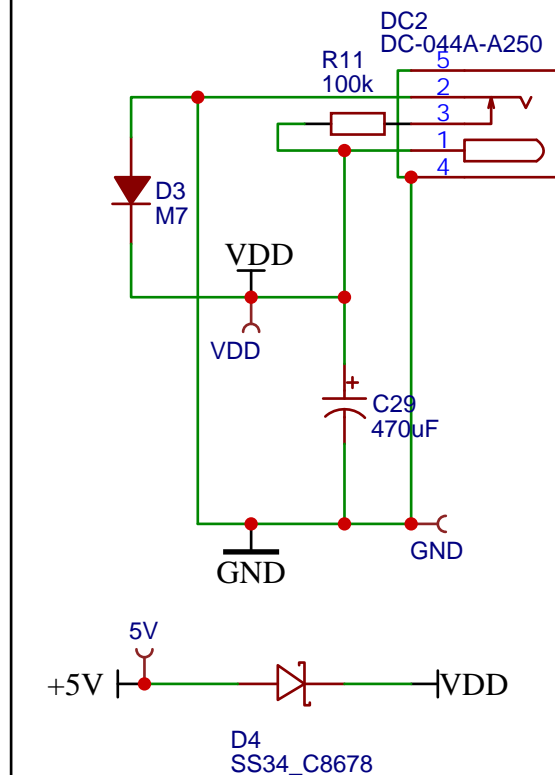 DC2
DC-044A-A250
R11
100k
5
2
3
1
4
D3
M7
VDD
VDD
+
C29
470uF
GND
GND
5V
+5V
VDD
D4
SS34_C8678